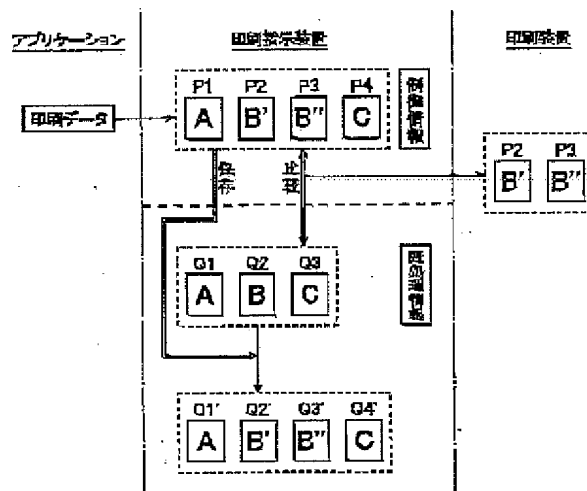 アプリケーション
印刷指示装置
印刷装置
P1 P2 P3 P4
A B' B'' C
印刷データ
保存
比較
P2 P3
B' B''
Q1 Q2 Q3
A B C
Q1' Q2' Q3' Q4'
A B' B'' C